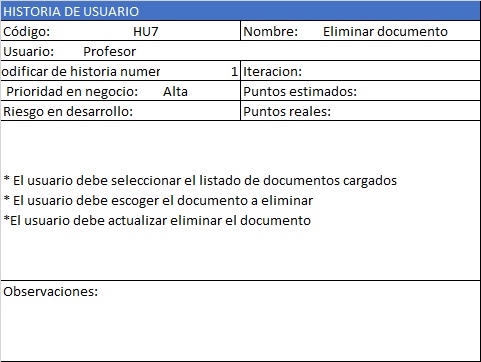 HISTORIA DE USUARIO
Código: HU7 Nombre: Eliminar documento
Usuario: Profesor
odificar de historia numer 1 Iteracion:
Prioridad en negocio: Alta Puntos estimados:
Riesgo en desarrollo: Puntos reales:
* El usuario debe seleccionar el listado de documentos cargados
* El usuario debe escoger el documento a eliminar
*El usuario debe actualizar eliminar el documento
Observaciones: